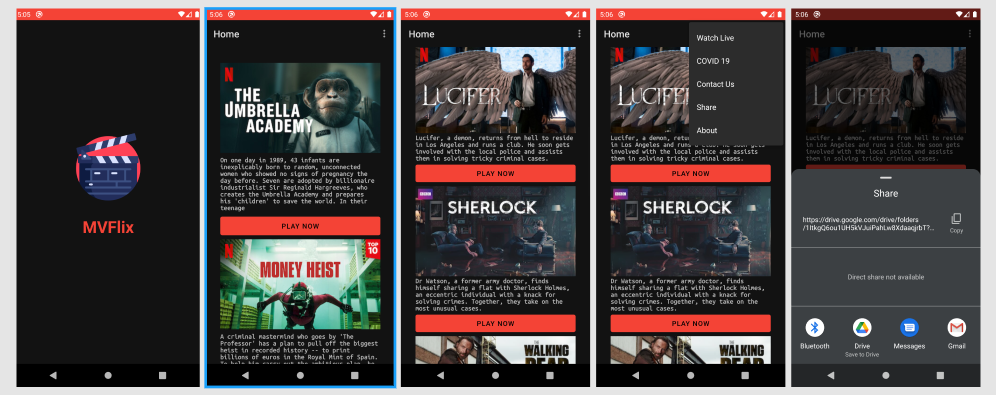 5:05
MVFlix
5:06
Home
N
THE
UMBRELLA
ACADEMY
On one day in 1989, 43 infants are
inexplicably born to random, unconnected
women who showed no signs of pregnancy the
day before. Seven are adopted by billionaire
industrialist Sir Reginald Hargreeves, who
creates the Umbrella Academy and prepares
his 'children' to save the world. In their
teenage
PLAY NOW
N
TOP
10
MONEY HEIST
A criminal mastermind who goes by 'The
Professor' has a plan to pull off the biggest
heist in recorded history -- to print
billions of euros in the Royal Mint of Spain.
5:06
Home
N
LUCIFER
Lucifer, a demon, returns from hell to reside
in Los Angeles and runs a club. He soon gets
involved with the local police and assists
them in solving tricky criminal cases.
PLAY NOW
BBC
SHERLOCK
Dr Watson, a former army doctor, finds
himself sharing a flat with Sherlock Holmes,
an eccentric individual with a knack for
solving crimes. Together, they take on the
most unusual cases.
PLAY NOW
THE
WALKING
DEAD
5:06
Home
Watch Live
COVID 19
Contact Us
Share
About
N
LUCIFER
Lucifer, a demon, returns from hell to reside
in Los Angeles and runs a club. He soon gets
involved with the local police and assists
them in solving tricky criminal cases.
PLAY NOW
BBC
SHERLOCK
Dr Watson, a former army doctor, finds
himself sharing a flat with Sherlock Holmes,
an eccentric individual with a knack for
solving crimes. Together, they take on the
most unusual cases.
PLAY NOW
THE
WALKING
DEAD
5:06
Home
N
LUCIFER
Lucifer, a demon, returns from hell to reside
in Los Angeles and runs a club. He soon gets
involved with the local police and assists
them in solving tricky criminal cases.
Share
https://drive.google.com/drive/folders
Copy
Direct share not available
Bluetooth
Drive
Save to Drive
Messages
Gmail